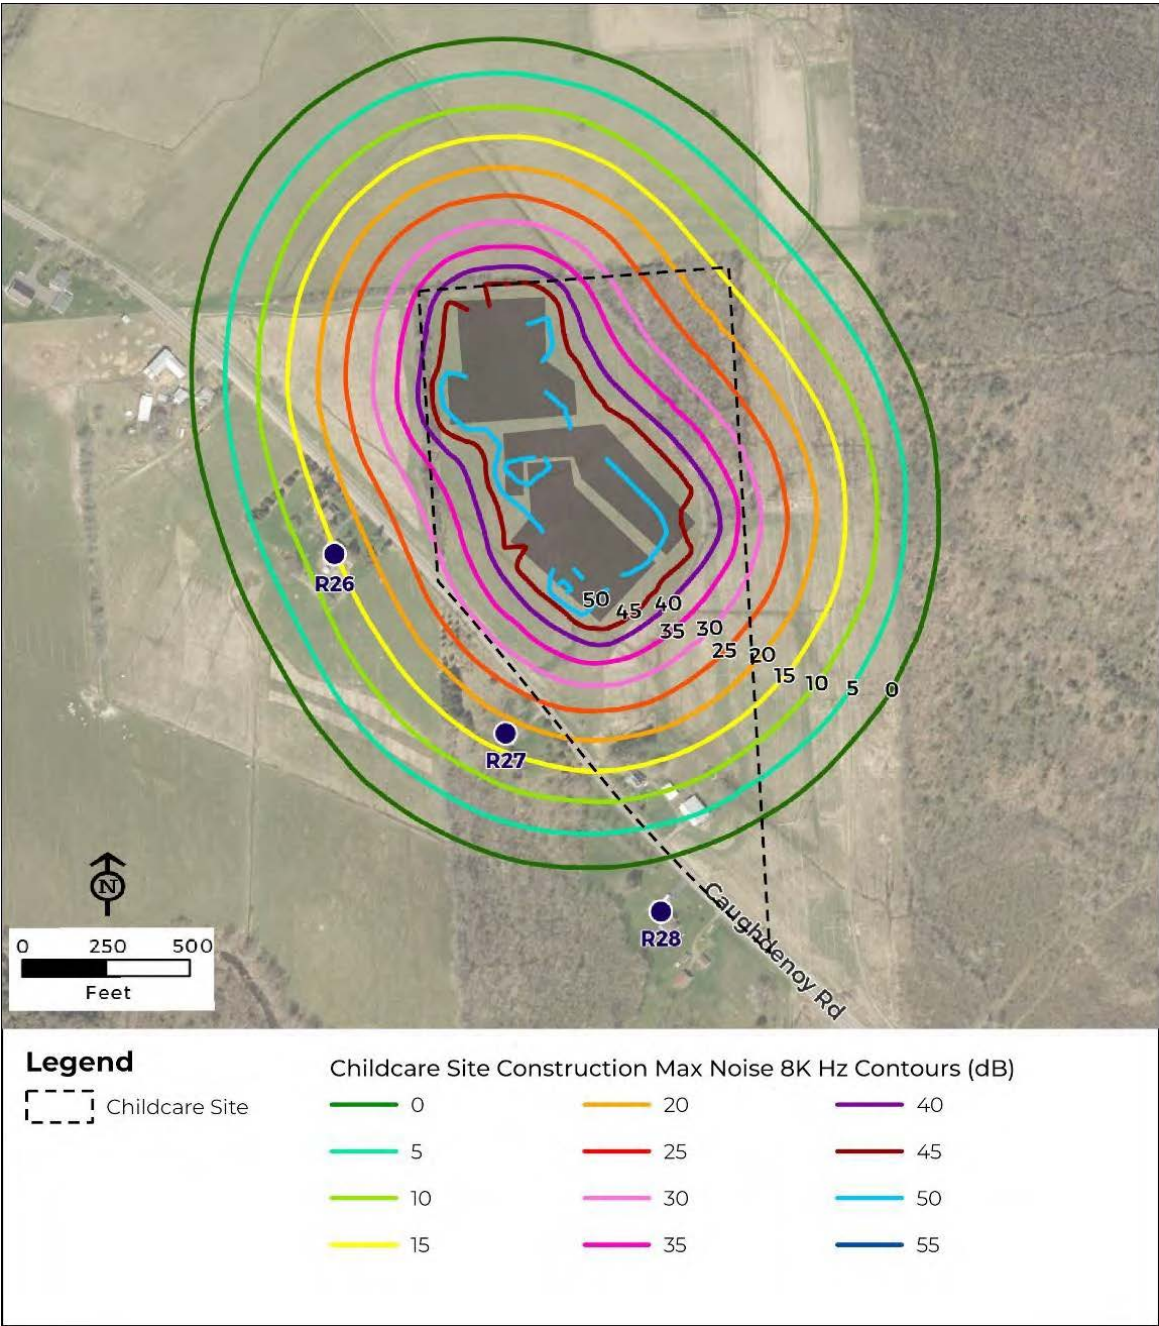 R26
R27
R28
50
45
40
35
30
25
20
15
10
5
0
Caughdenoy Rd
N
0 250 500
Feet
Legend
Childcare Site
Childcare Site Construction Max Noise 8K Hz Contours (dB)
0 20 40
5 25 45
10 30 50
15 35 55